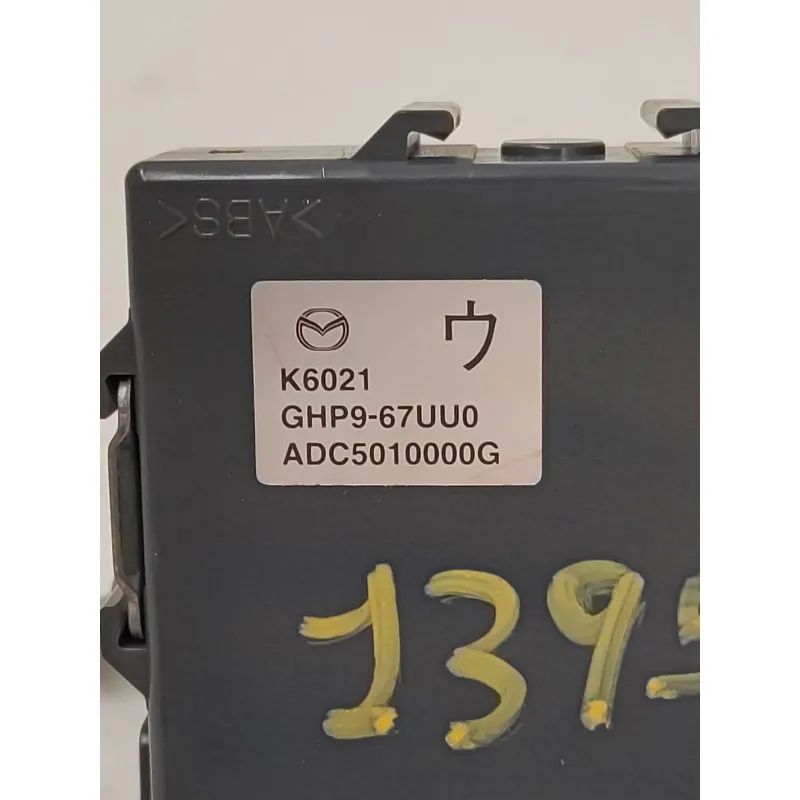 >ABS<
ウ
K6021
GHP9-67UU0
ADC5010000G
139